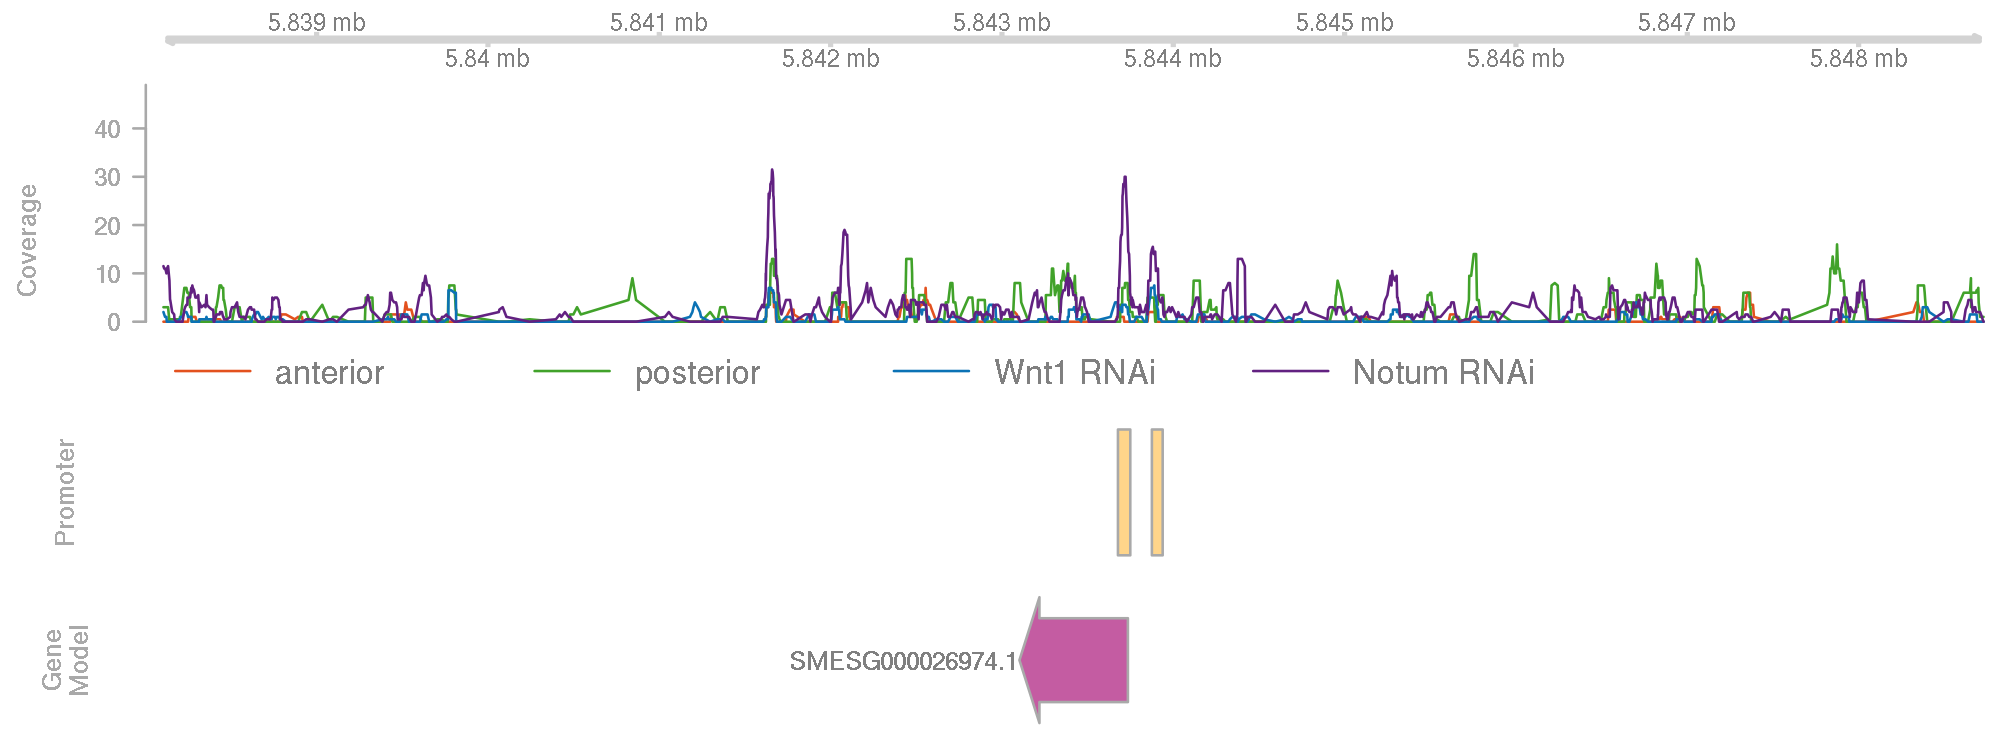 5.839 mb 5.841 mb 5.843 mb 5.845 mb 5.847 mb
5.84 mb 5.842 mb 5.844 mb 5.846 mb 5.848 mb
Coverage
40
30
20
10
0
anterior posterior Wnt1 RNAi Notum RNAi
Promoter
Gene
Model
SMESG000026974.1